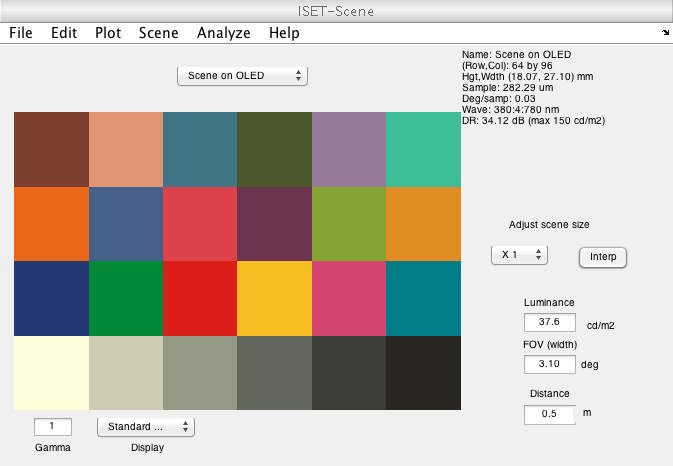 ISET-Scene
File Edit Plot Scene Analyze Help
Scene on OLED
Name: Scene on OLED
(Row,Col): 64 by 96
Hgt,Wdth (18.07, 27.10) mm
Sample: 282.29 um
Deg/samp: 0.03
Wave: 380:4:780 nm
DR: 34.12 dB (max 150 cd/m2)
Adjust scene size
X 1
Interp
Luminance
37.6 cd/m2
FOV (width)
3.10 deg
Distance
0.5 m
1
Gamma
Standard ...
Display